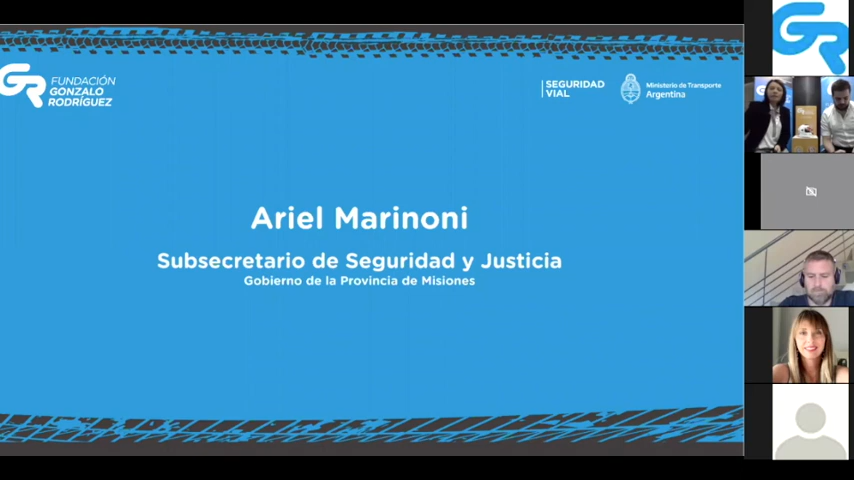 FUNDACIÓN
GONZALO
RODRÍGUEZ
SEGURIDAD
VIAL
Ministerio de Transporte
Argentina
Ariel Marinoni
Subsecretario de Seguridad y Justicia
Gobierno de la Provincia de Misiones